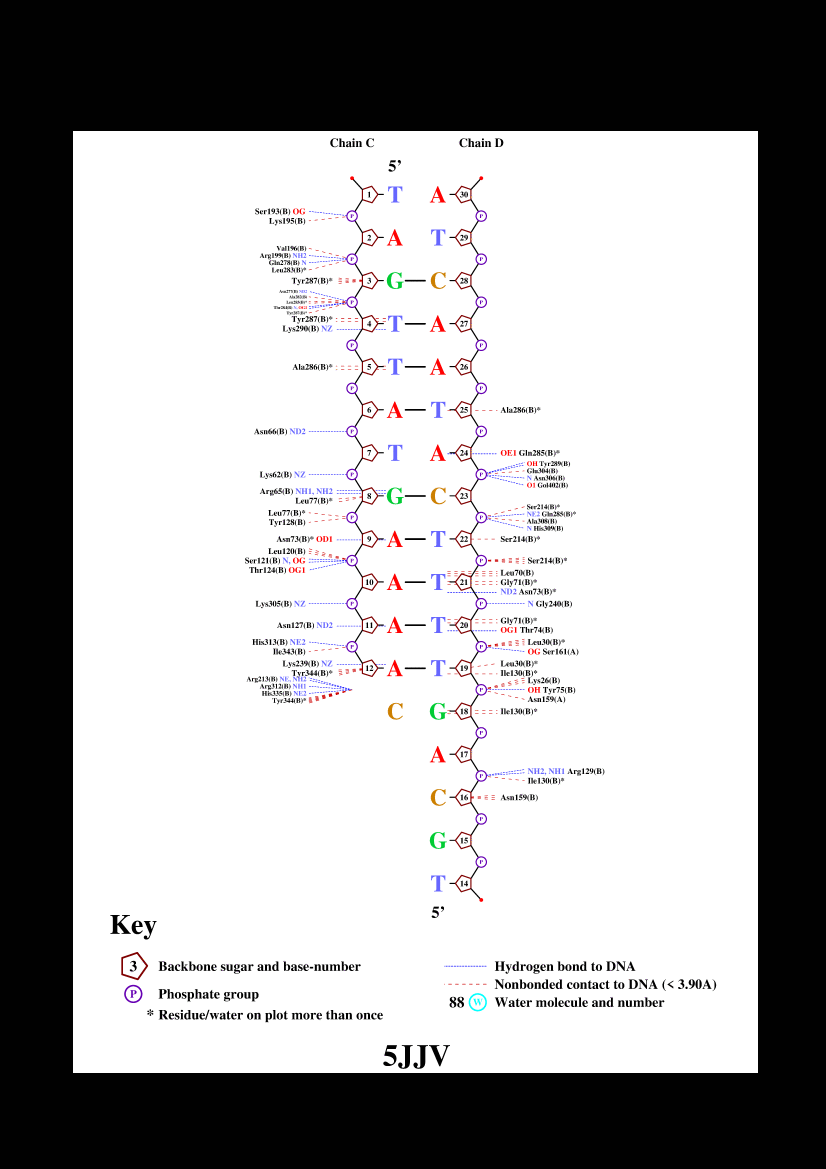 Chain C Chain D
5’
1 T A 30
P P
Ser193(B) OG
Lys195(B)
2 A T 29
Val196(B)
Arg199(B) NH2
Gln278(B) N
Leu283(B)*
P P
Tyr287(B)* 3 G C 28
P P
Tyr287(B)*
Lys290(B) NZ
4 T A 27
P P
Ala286(B)* 5 T A 26
P P
6 A T 25 Ala286(B)*
Asn66(B) ND2 P P
7 T A 24 OE1 Gln285(B)*
OH Tyr289(B)
Glu304(B)
N Asn306(B)
O1 Gol402(B)
Lys62(B) NZ P P
Arg65(B) NH1, NH2
Leu77(B)*
8 G C 23
Ser214(B)*
NE2 Gln285(B)*
Ala308(B)
N His309(B)
Leu77(B)*
Tyr128(B)
P P
Asn73(B)* OD1 9 A T 22 Ser214(B)*
Leu120(B)
Ser121(B) N, OG
Thr124(B) OG1
P P Ser214(B)*
10 A T 21
Leu70(B)
Gly71(B)*
ND2 Asn73(B)*
Lys305(B) NZ P P N Gly240(B)
Asn127(B) ND2 11 A T 20
Gly71(B)*
OG1 Thr74(B)
His313(B) NE2
Ile343(B)
P P
Leu30(B)*
OG Ser161(A)
Lys239(B) NZ
Tyr344(B)*
12 A T 19
Leu30(B)*
Ile130(B)*
Arg213(B) NE, NH2
Arg312(B) NH1
His335(B) NE2
Tyr344(B)*
P
Lys26(B)
OH Tyr75(B)
Asn159(A)
C G 18 Ile130(B)*
P
A 17
P
NH2, NH1 Arg129(B)
Ile130(B)*
C 16 Asn159(B)
P
G 15
P
T 14
5’
Key
3 Backbone sugar and base-number
P Phosphate group
* Residue/water on plot more than once
Hydrogen bond to DNA
Nonbonded contact to DNA (< 3.90A)
88 W Water molecule and number
5JJV